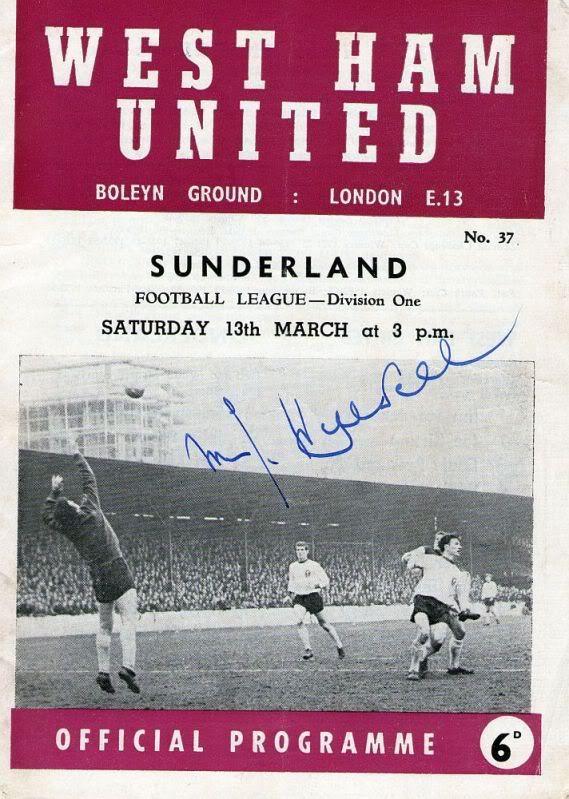 WEST HAM
UNITED
BOLEYN GROUND : LONDON E.13
No. 37
SUNDERLAND
FOOTBALL LEAGUE—Division One
SATURDAY 13th MARCH at 3 p.m.
OFFICIAL PROGRAMME
6D